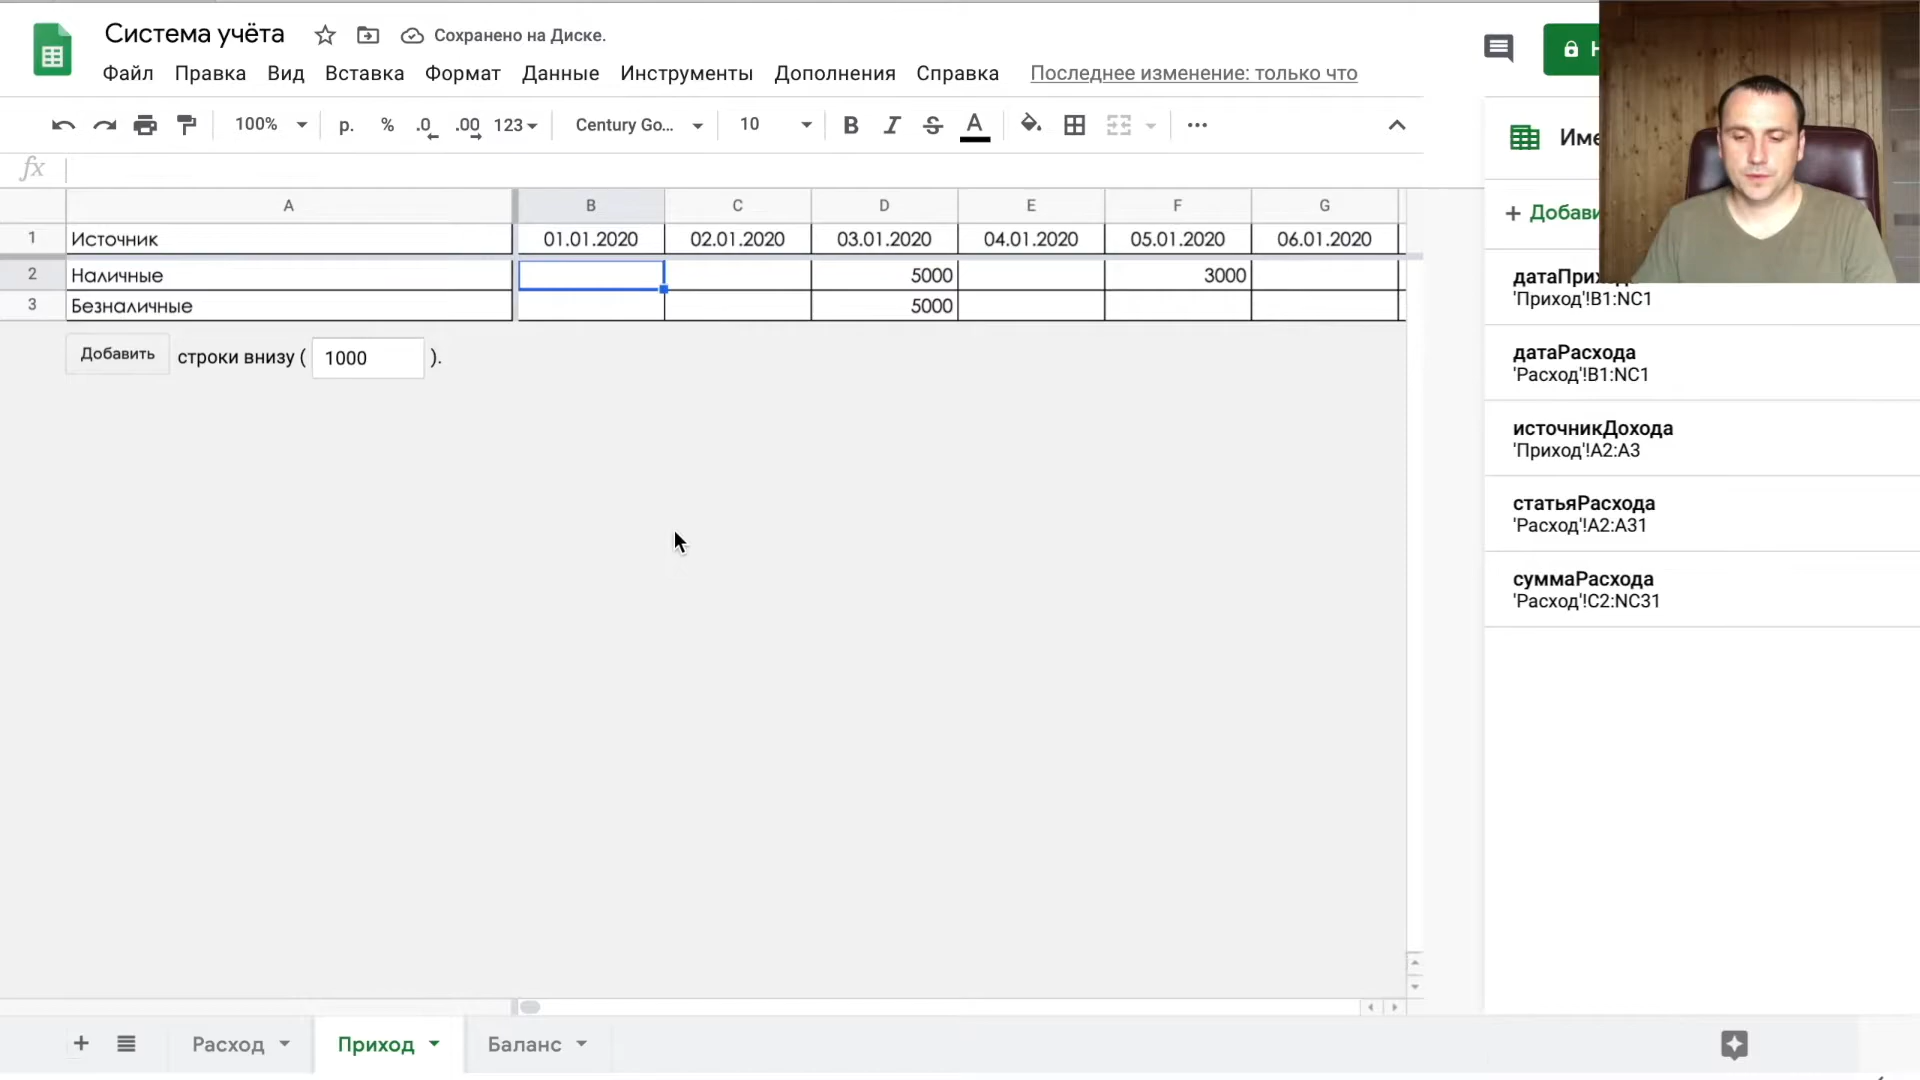 Система учёта
Сохранено на Диске.
Файл Правка Вид Вставка Формат Данные Инструменты Дополнения Справка Последнее изменение: только что
100% р. % .0 .00 123 Century Go... 10 B I S A
fx
A B C D E F G
1 Источник 01.01.2020 02.01.2020 03.01.2020 04.01.2020 05.01.2020 06.01.2020
2 Наличные 5000 3000
3 Безналичные 5000
Добавить строки внизу ( 1000 ).
+ Добави
'Приход'!B1:NC1
датаРасхода
'Расход'!B1:NC1
источникДохода
'Приход'!A2:A3
статьяРасхода
'Расход'!A2:A31
суммаРасхода
'Расход'!C2:NC31
+ Расход Приход Баланс